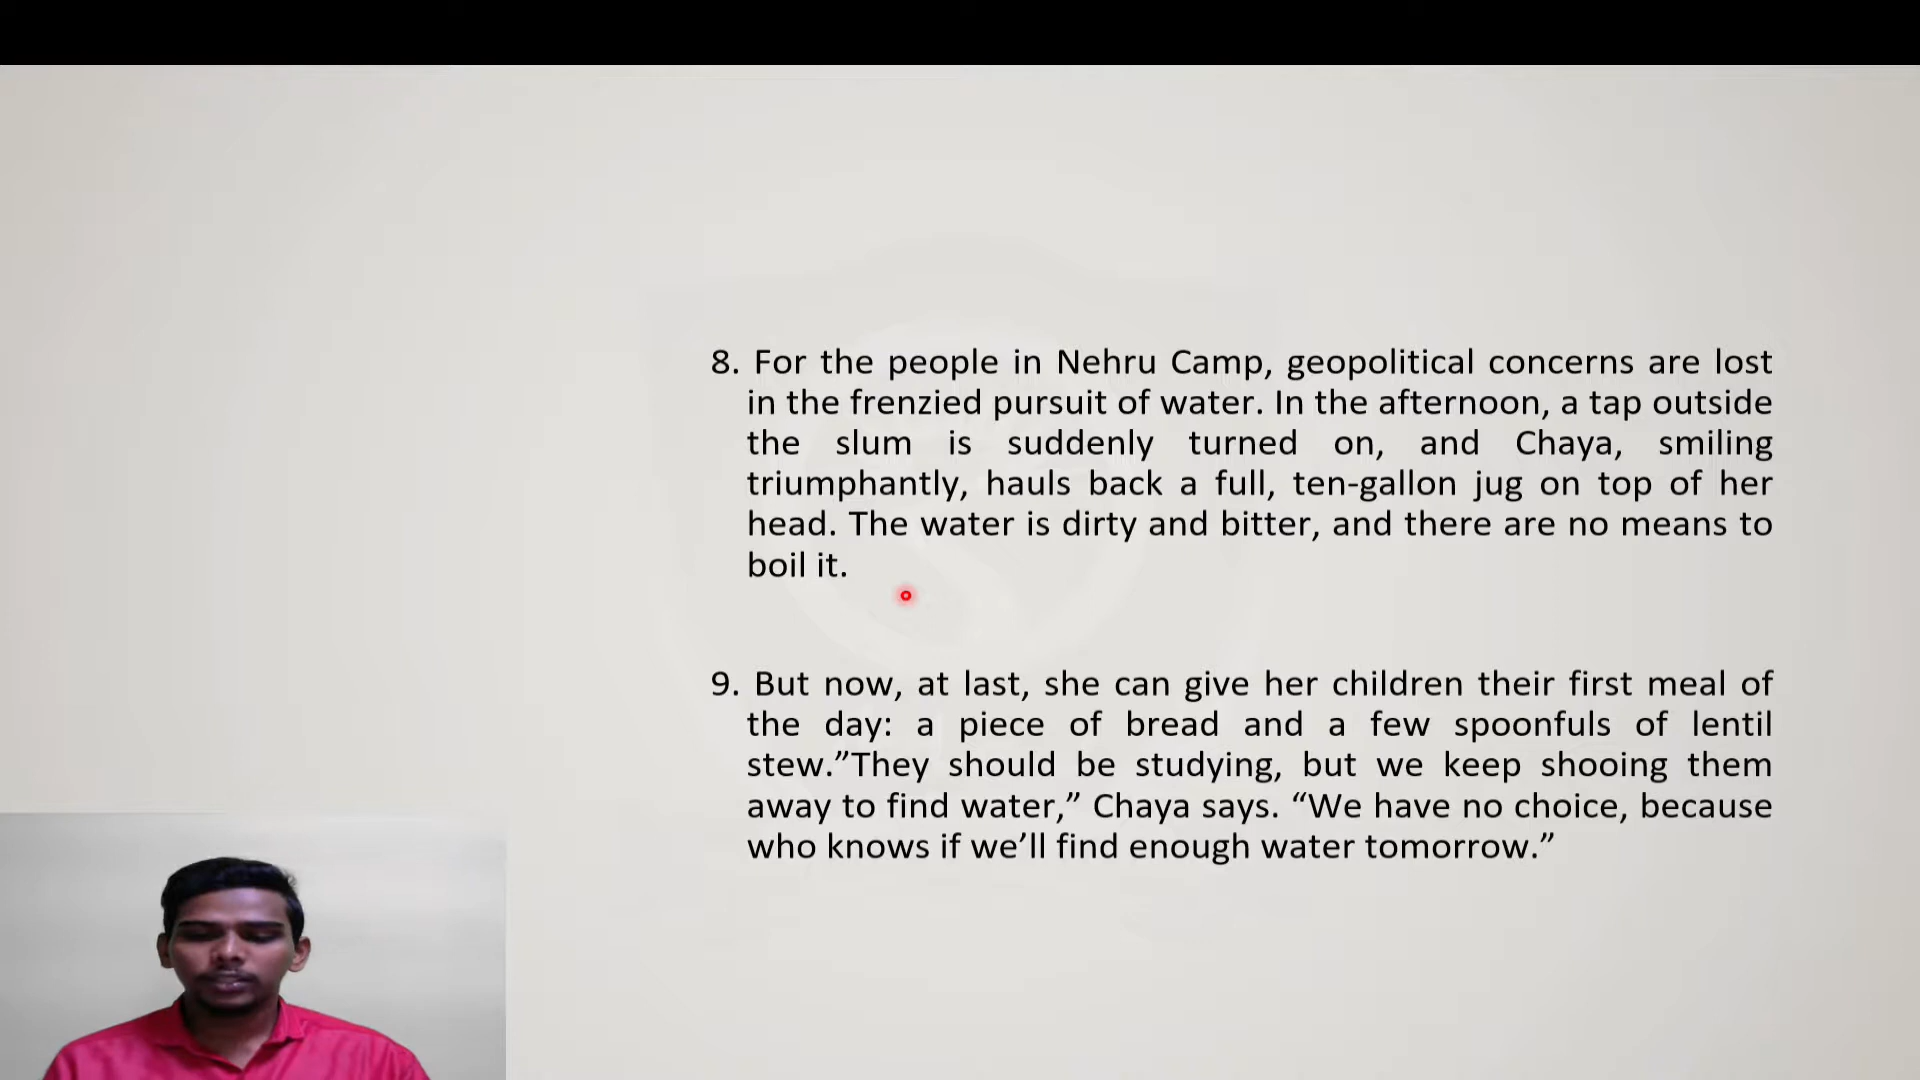 8. For the people in Nehru Camp, geopolitical concerns are lost
in the frenzied pursuit of water. In the afternoon, a tap outside
the slum is suddenly turned on, and Chaya, smiling
triumphantly, hauls back a full, ten-gallon jug on top of her
head. The water is dirty and bitter, and there are no means to
boil it.
9. But now, at last, she can give her children their first meal of
the day: a piece of bread and a few spoonfuls of lentil
stew.”They should be studying, but we keep shooing them
away to find water,” Chaya says. “We have no choice, because
who knows if we’ll find enough water tomorrow.”